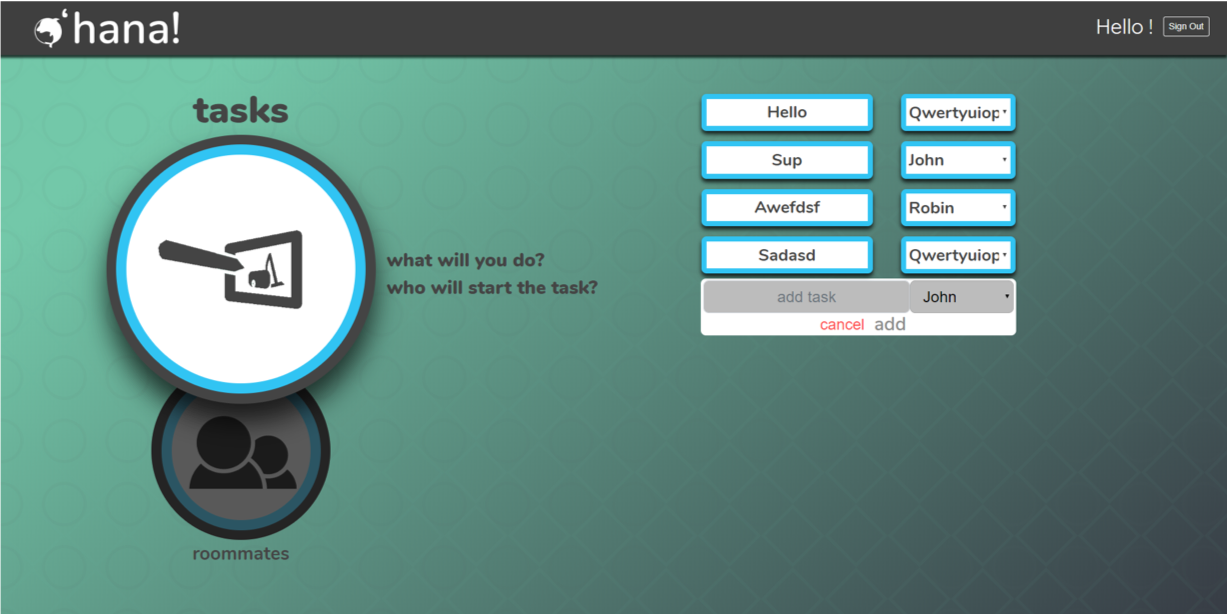 ‘hana!
Hello !
Sign Out
tasks
what will you do?
who will start the task?
Hello
Qwertyuiop
Sup
John
Awefdsf
Robin
Sadasd
Qwertyuiop
add task
John
cancel add
roommates